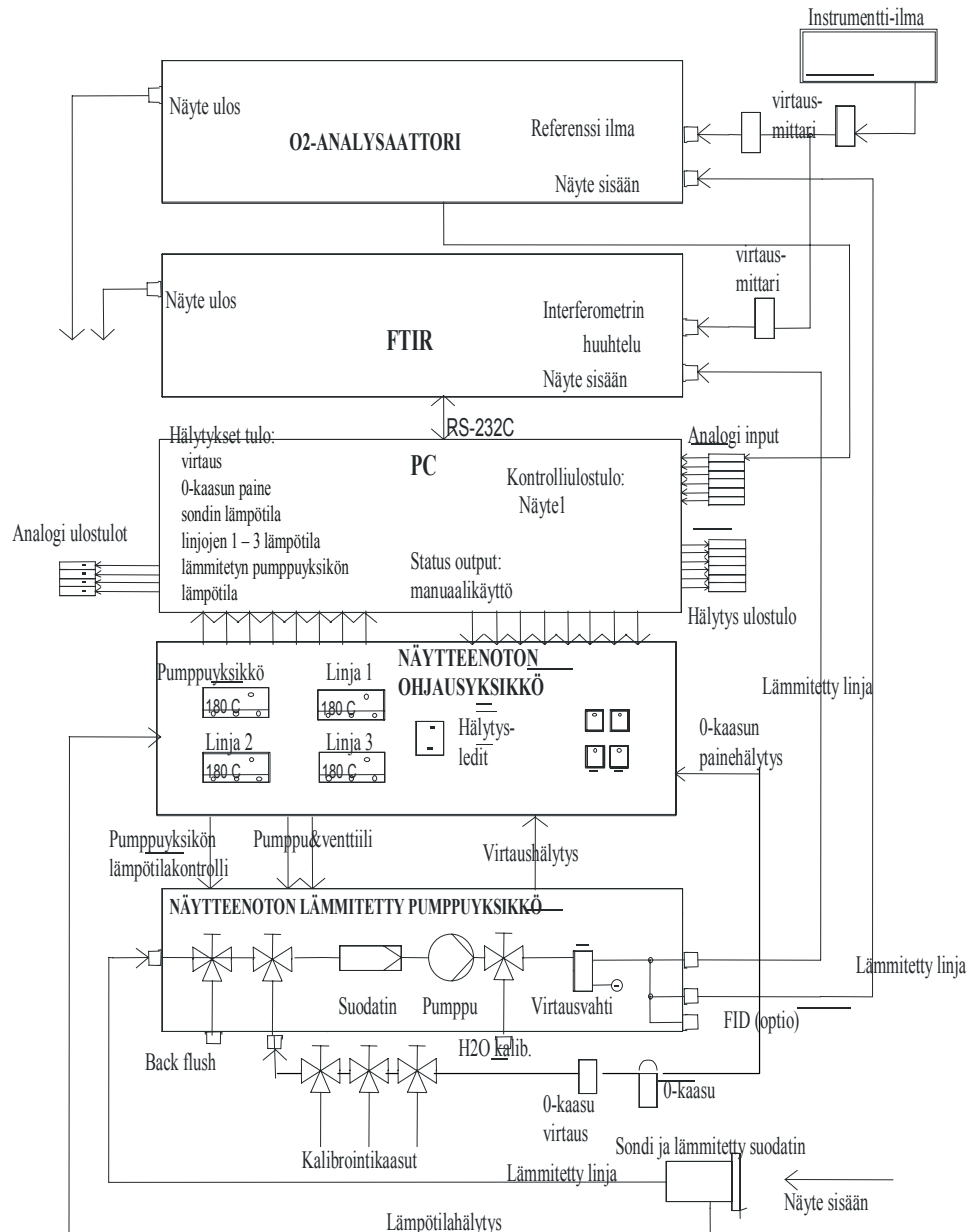 Instrumentti-ilma
Näyte ulos
O2-ANALYSAATTORI
Referenssi ilma
Näyte sisään
virtaus-
mittari
Näyte ulos
FTIR
Interferometrin
huuhtelu
Näyte sisään
virtaus-
mittari
RS-232C
Hälytykset tulo:
virtaus
0-kaasun paine
sondin lämpötila
linjojen 1 – 3 lämpötila
lämmitetyn pumppuyksikön
lämpötila
PC
Kontrolliulostulo:
Näyte1
Status output:
manuaalikäyttö
Analogi input
Analogi ulostulot
Hälytys ulostulo
NÄYTTEENOTON
OHJAUSYKSIKKÖ
Pumppuyksikkö
180 C
Linja 1
180 C
Linja 2
180 C
Linja 3
180 C
Hälytys-
ledit
Lämmitetty linja
0-kaasun
painehälytys
Pumppuyksikön
lämpötilakontrolli
Pumppu&venttiili
Virtaushälytys
NÄYTTEENOTON LÄMMITETTY PUMPPUYKSIKKÖ
Suodatin
Pumppu
Virtausvahti
Lämmitetty linja
FID (optio)
Back flush
H2O kalib.
0-kaasu
virtaus
0-kaasu
Kalibrointikaasut
Sondi ja lämmitetty suodatin
Lämmitetty linja
Näyte sisään
Lämpötilahälytys